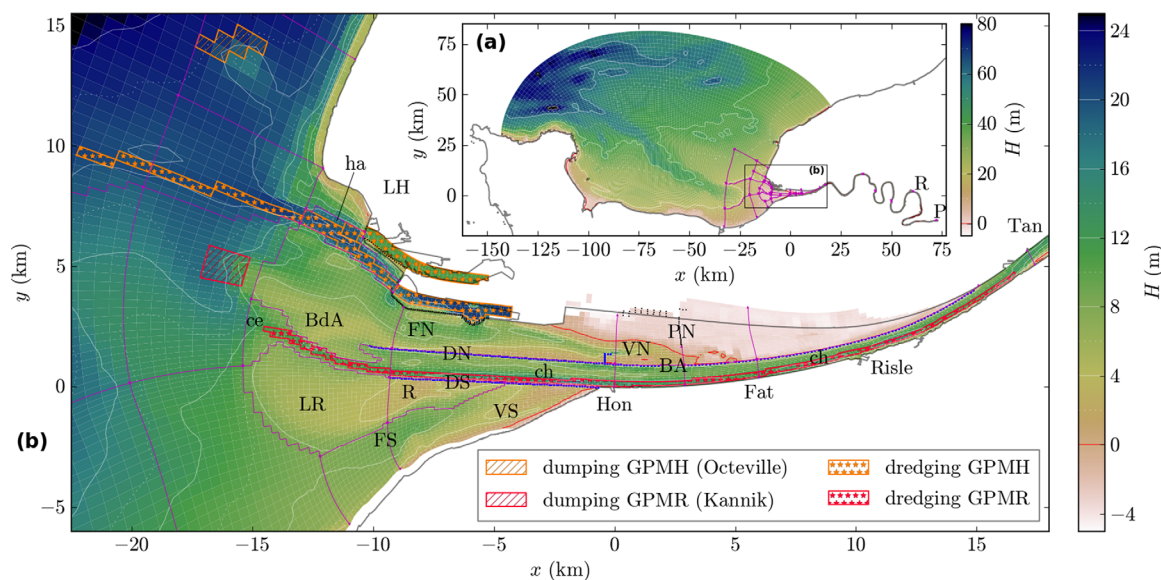 (a)
80
60
40
20
0
H (m)
75
50
25
0
y (km)
−150
−125
−100
−75
−50
−25
0
25
50
75
x (km)
(b)
R
P
24
20
16
12
8
4
0
−4
H (m)
15
10
5
0
−5
y (km)
−20
−15
−10
−5
0
5
10
15
x (km)
(b)
ha
LH
Tan
ce
BdA
FN
PN
VN
DN
BA
ch
ch
Risle
R
DS
LR
VS
Hon
Fat
FS
dumping GPMH (Octeville)
dredging GPMH
dumping GPMR (Kannik)
dredging GPMR